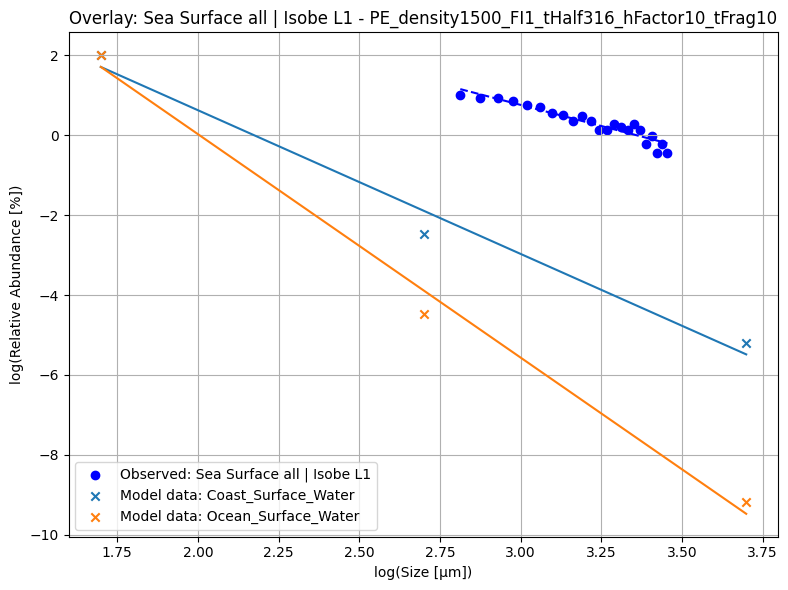 Overlay: Sea Surface all | Isobe L1 - PE_density1500_FI1_tHalf316_hFactor10_tFrag10
log(Relative Abundance [%])
2
0
−2
−4
−6
−8
−10
Observed: Sea Surface all | Isobe L1
Model data: Coast_Surface_Water
Model data: Ocean_Surface_Water
1.75 2.00 2.25 2.50 2.75 3.00 3.25 3.50 3.75
log(Size [μm])